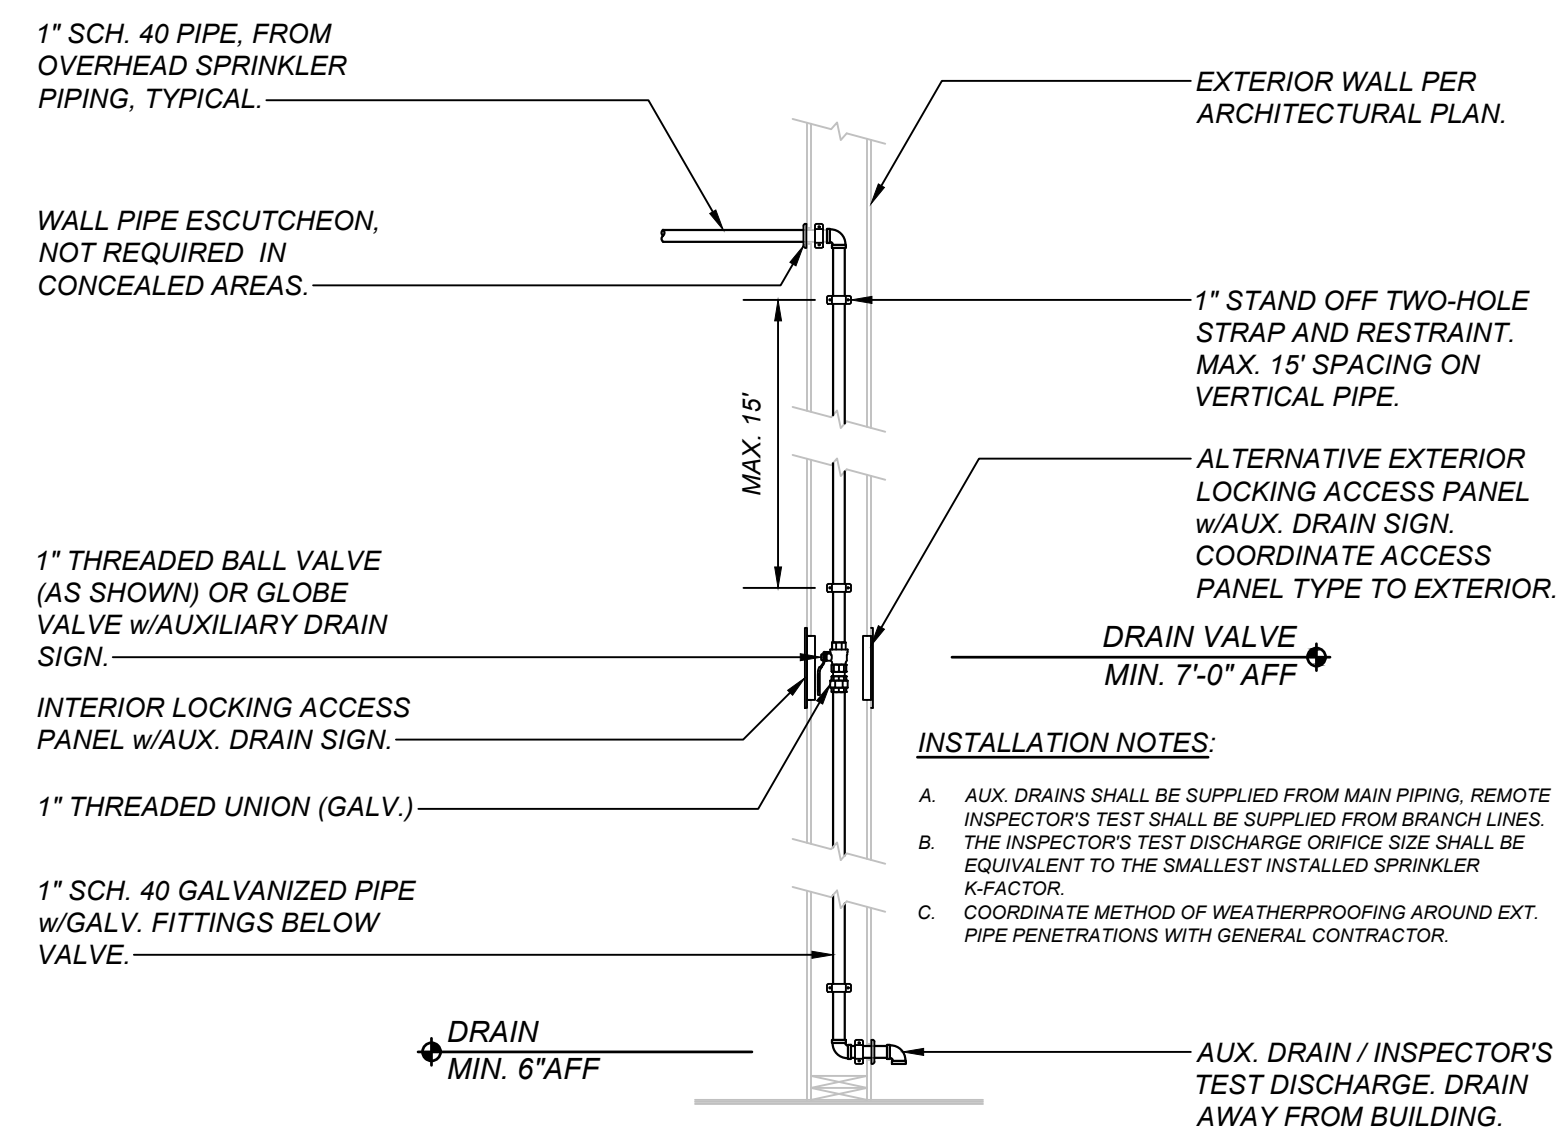 1" SCH. 40 PIPE, FROM
OVERHEAD SPRINKLER
PIPING, TYPICAL.
WALL PIPE ESCUTCHEON,
NOT REQUIRED IN
CONCEALED AREAS.
MAX. 15'
1" THREADED BALL VALVE
(AS SHOWN) OR GLOBE
VALVE w/AUXILIARY DRAIN
SIGN.
INTERIOR LOCKING ACCESS
PANEL w/AUX. DRAIN SIGN.
1" THREADED UNION (GALV.)
1" SCH. 40 GALVANIZED PIPE
w/GALV. FITTINGS BELOW
VALVE.
DRAIN
MIN. 6"AFF
EXTERIOR WALL PER
ARCHITECTURAL PLAN.
1" STAND OFF TWO-HOLE
STRAP AND RESTRAINT.
MAX. 15' SPACING ON
VERTICAL PIPE.
ALTERNATIVE EXTERIOR
LOCKING ACCESS PANEL
w/AUX. DRAIN SIGN.
COORDINATE ACCESS
PANEL TYPE TO EXTERIOR.
DRAIN VALVE
MIN. 7'-0" AFF
INSTALLATION NOTES:
A. AUX. DRAINS SHALL BE SUPPLIED FROM MAIN PIPING, REMOTE
INSPECTOR'S TEST SHALL BE SUPPLIED FROM BRANCH LINES.
B. THE INSPECTOR'S TEST DISCHARGE ORIFICE SIZE SHALL BE
EQUIVALENT TO THE SMALLEST INSTALLED SPRINKLER
K-FACTOR.
C. COORDINATE METHOD OF WEATHERPROOFING AROUND EXT.
PIPE PENETRATIONS WITH GENERAL CONTRACTOR.
AUX. DRAIN / INSPECTOR'S
TEST DISCHARGE. DRAIN
AWAY FROM BUILDING.